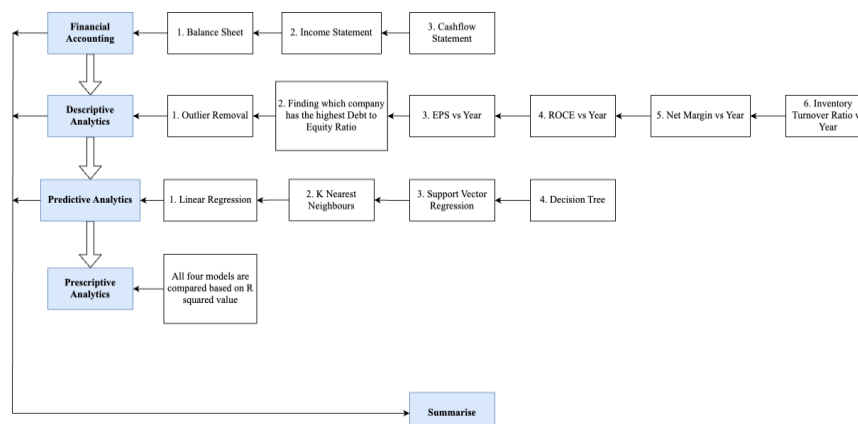 Financial
Accounting
1. Balance Sheet
2. Income Statement
3. Cashflow
Statement
Descriptive
Analytics
1. Outlier Removal
2. Finding which company
has the highest Debt to
Equity Ratio
3. EPS vs Year
4. ROCE vs Year
5. Net Margin vs Year
6. Inventory
Turnover Ratio v
Year
Predictive Analytics
1. Linear Regression
2. K Nearest
Neighbours
3. Support Vector
Regression
4. Decision Tree
Prescriptive
Analytics
All four models are
compared based on R
squared value
Summarise